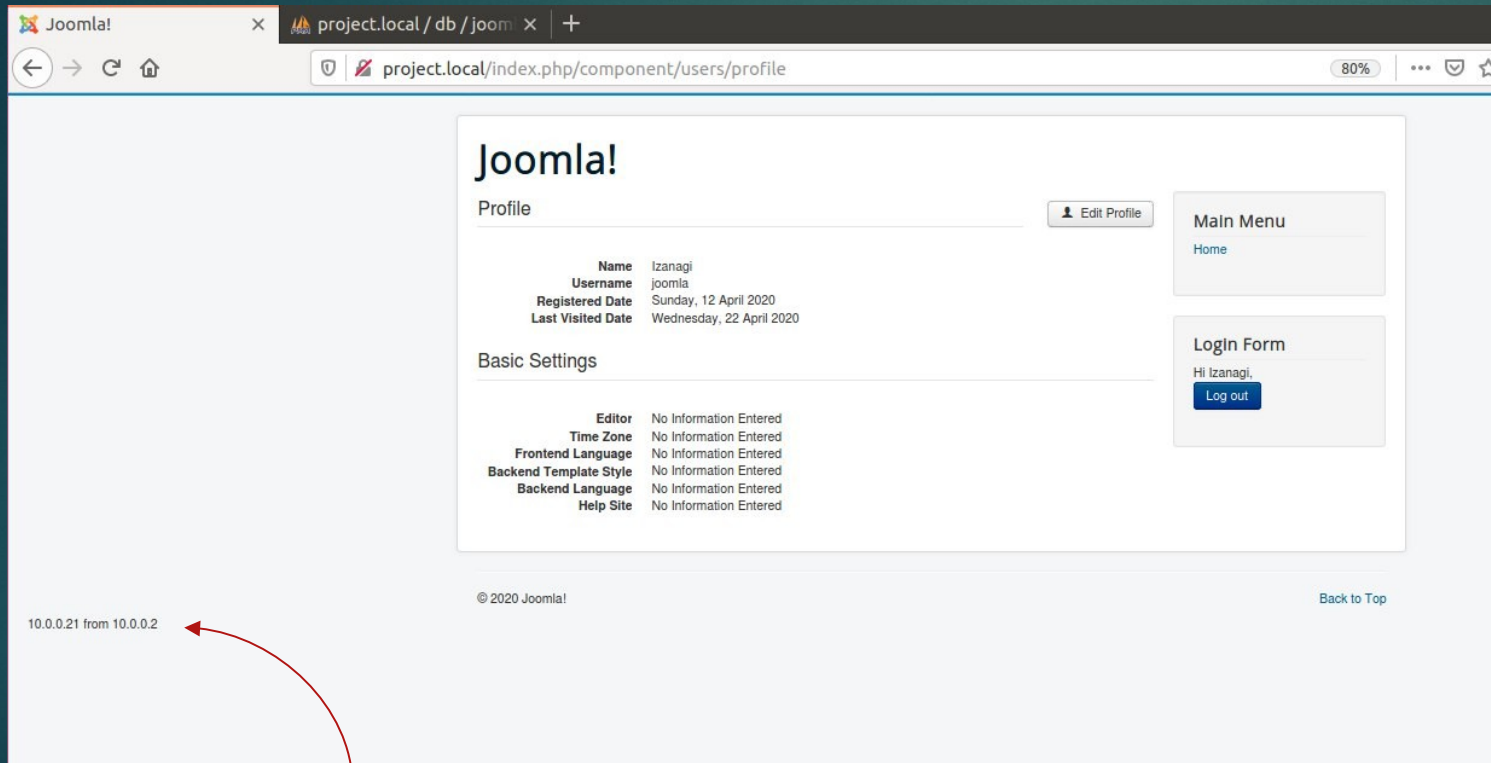 Joomla!
project.local / db / joom
project.local/index.php/component/users/profile
80%
Joomla!
Profile
Edit Profile
Name Izanagi
Username joomla
Registered Date Sunday, 12 April 2020
Last Visited Date Wednesday, 22 April 2020
Basic Settings
Editor No Information Entered
Time Zone No Information Entered
Frontend Language No Information Entered
Backend Template Style No Information Entered
Backend Language No Information Entered
Help Site No Information Entered
Main Menu
Home
Login Form
Hi Izanagi,
Log out
© 2020 Joomla!
Back to Top
10.0.0.21 from 10.0.0.2